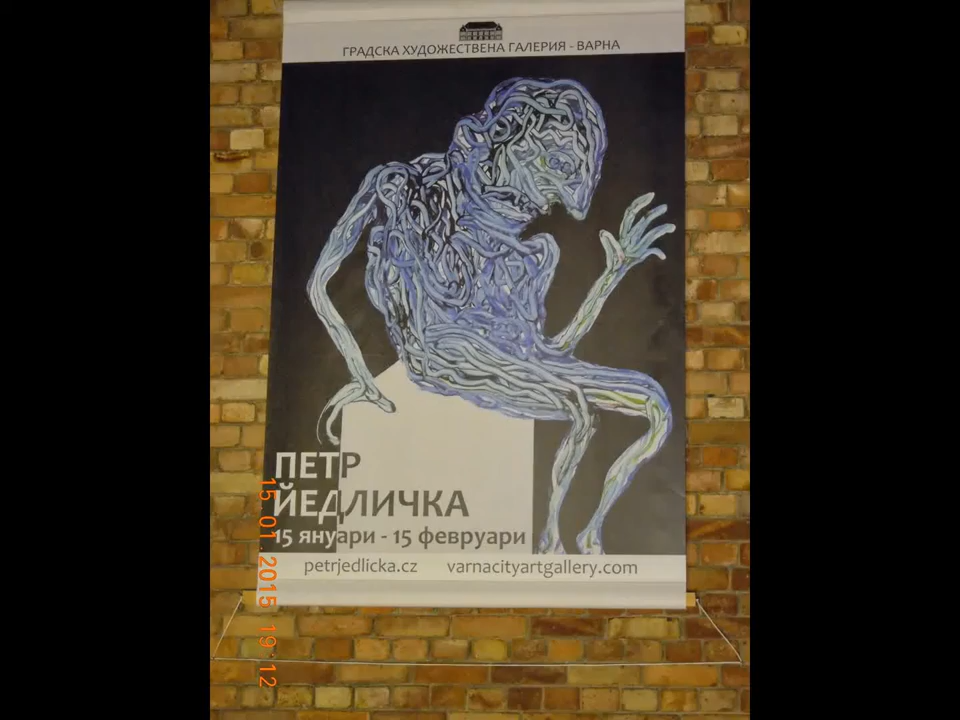 ГРАДСКА ХУДОЖЕСТВЕНА ГАЛЕРИЯ - ВАРНА
ПЕТР
ЙЕДЛИЧКА
15 януари - 15 февруари
petrjedlicka.cz varnacityartgallery.com
15.01.2015 19:12